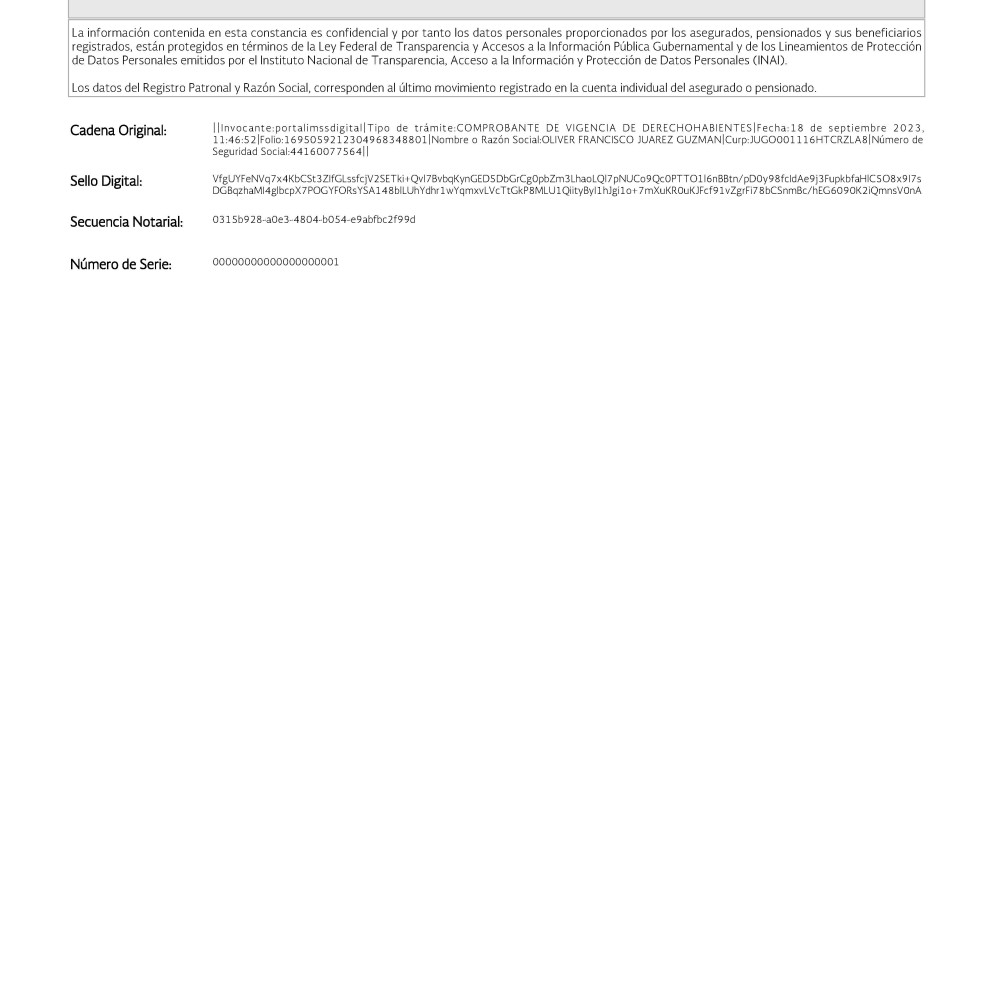 La información contenida en esta constancia es confidencial y por tanto los datos personales proporcionados por los asegurados, pensionados y sus beneficiarios
registrados, están protegidos en términos de la Ley Federal de Transparencia y Accesos a la Información Pública Gubernamental y de los Lineamientos de Protección
de Datos Personales emitidos por el Instituto Nacional de Transparencia, Acceso a la Información y Protección de Datos Personales (INAI).
Los datos del Registro Patronal y Razón Social, corresponden al último movimiento registrado en la cuenta individual del asegurado o pensionado.
Cadena Original:
||Invocante:portalimssdigital|Tipo de trámite:COMPROBANTE DE VIGENCIA DE DERECHOHABIENTES|Fecha:18 de septiembre 2023,
11:46:52|Folio:1695059212304968348801|Nombre o Razón Social:OLIVER FRANCISCO JUAREZ GUZMAN|Curp:JUGO001116HTCRZLA8|Número de
Seguridad Social:44160077564||
Sello Digital:
VfgUYFeNVq7x4KbCSt3ZIfGLssfcjV2SETki+QvI7BvbqKynGED5DbGrCg0pbZm3LhaoLQI7pNUCo9Qc0PTTO1I6nBBtn/pD0y98fcIdAe9j3FupkbfaHIC5O8x9I7s
DGBqzhaMI4gIbcpX7POGYFORsYSA148bILUhYdhr1wYqmxvLVcTtGkP8MLU1QiityByI1hJgi1o+7mXuKR0uKJFcf91vZgrFi78bCSnmBc/hEG6090K2iQmnsV0nA
Secuencia Notarial:
0315b928-a0e3-4804-b054-e9abfbc2f99d
Número de Serie:
00000000000000000001